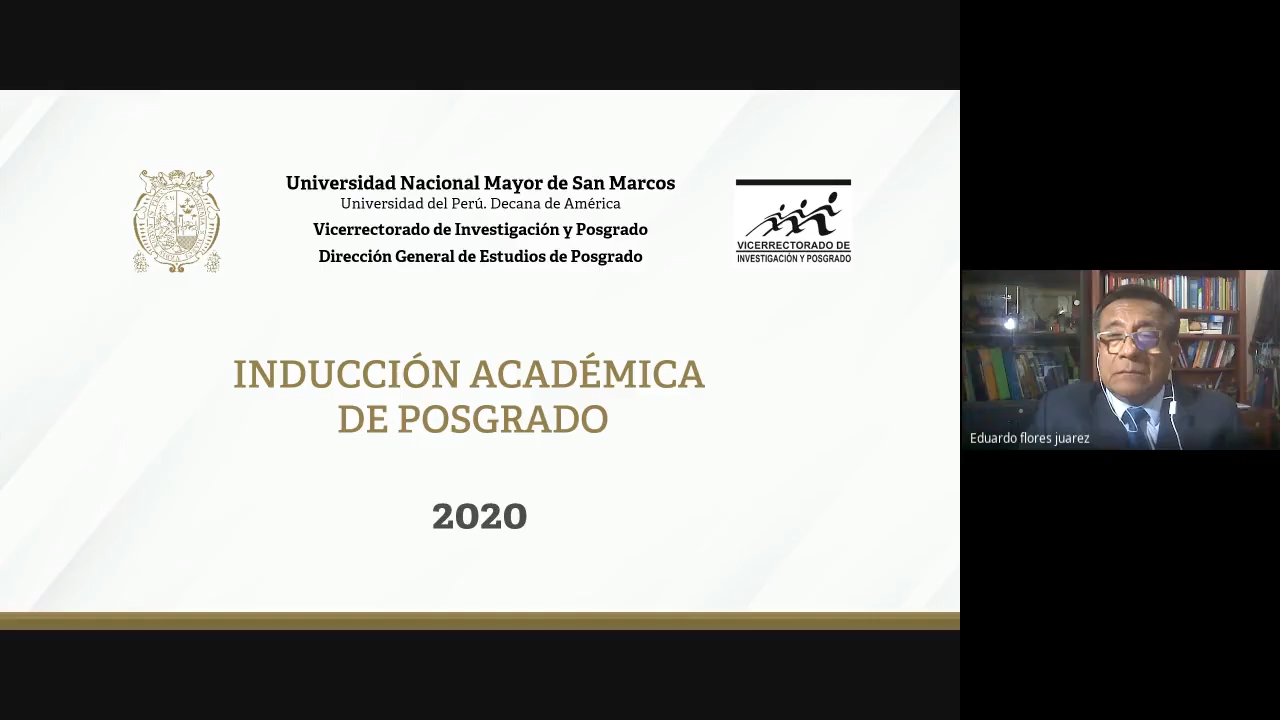 Universidad Nacional Mayor de San Marcos
Universidad del Perú. Decana de América
Vicerrectorado de Investigación y Posgrado
Dirección General de Estudios de Posgrado
VICERRECTORADO DE
INVESTIGACIÓN Y POSGRADO
INDUCCIÓN ACADÉMICA
DE POSGRADO
2020
Eduardo flores juarez